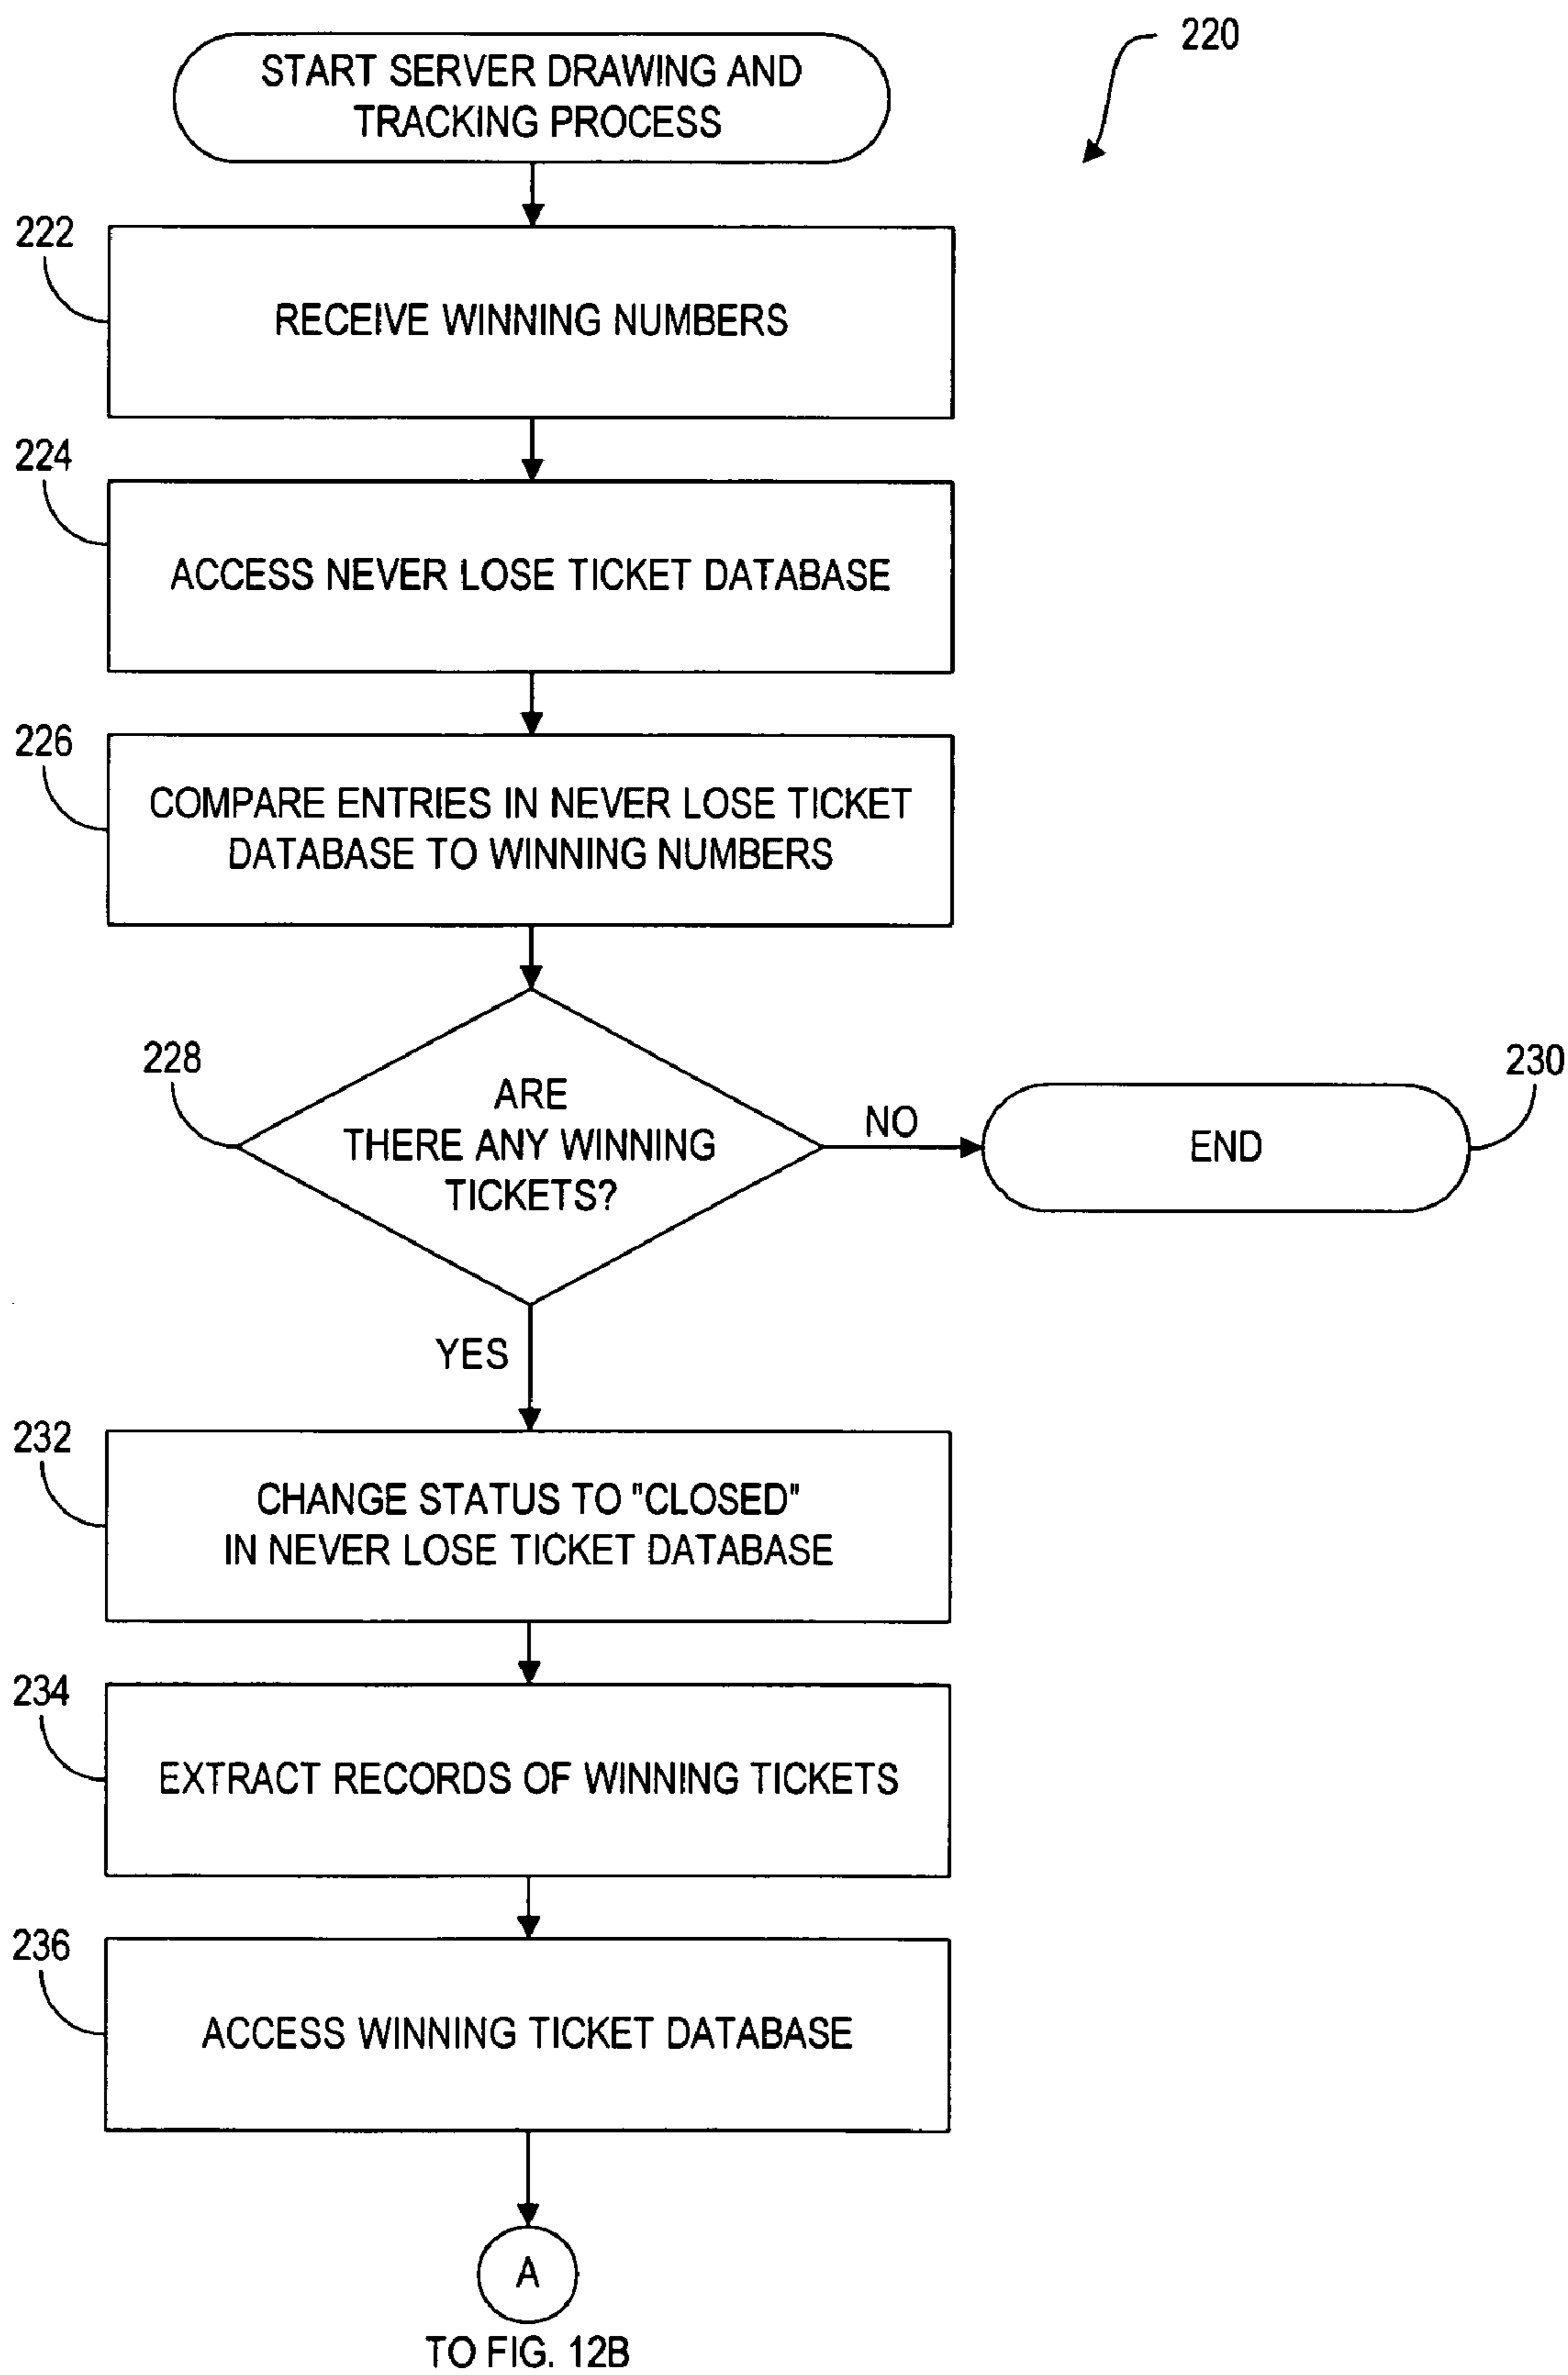 220
START SERVER DRAWING AND
TRACKING PROCESS
222
RECEIVE WINNING NUMBERS
224
ACCESS NEVER LOSE TICKET DATABASE
226
COMPARE ENTRIES IN NEVER LOSE TICKET
DATABASE TO WINNING NUMBERS
228
ARE
THERE ANY WINNING
TICKETS?
NO
230
END
YES
232
CHANGE STATUS TO "CLOSED"
IN NEVER LOSE TICKET DATABASE
234
EXTRACT RECORDS OF WINNING TICKETS
236
ACCESS WINNING TICKET DATABASE
A
TO FIG. 12B